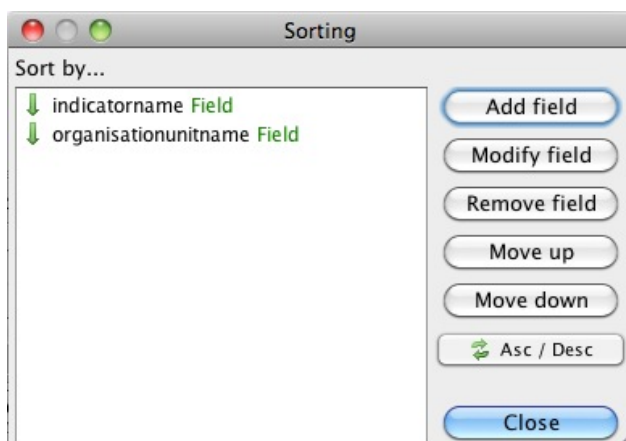 Sorting
Sort by...
indicatorname Field
organisationunitname Field
Add field
Modify field
Remove field
Move up
Move down
Asc / Desc
Close